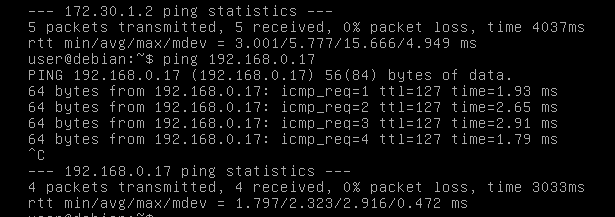 --- 172.30.1.2 ping statistics ---
5 packets transmitted, 5 received, 0% packet loss, time 4037ms
rtt min/avg/max/mdev = 3.001/5.777/15.666/4.949 ms
user@debian:~$ ping 192.168.0.17
PING 192.168.0.17 (192.168.0.17) 56(84) bytes of data.
64 bytes from 192.168.0.17: icmp_req=1 ttl=127 time=1.93 ms
64 bytes from 192.168.0.17: icmp_req=2 ttl=127 time=2.65 ms
64 bytes from 192.168.0.17: icmp_req=3 ttl=127 time=2.91 ms
64 bytes from 192.168.0.17: icmp_req=4 ttl=127 time=1.79 ms
^C
--- 192.168.0.17 ping statistics ---
4 packets transmitted, 4 received, 0% packet loss, time 3033ms
rtt min/avg/max/mdev = 1.797/2.323/2.916/0.472 ms
user@debian:~$